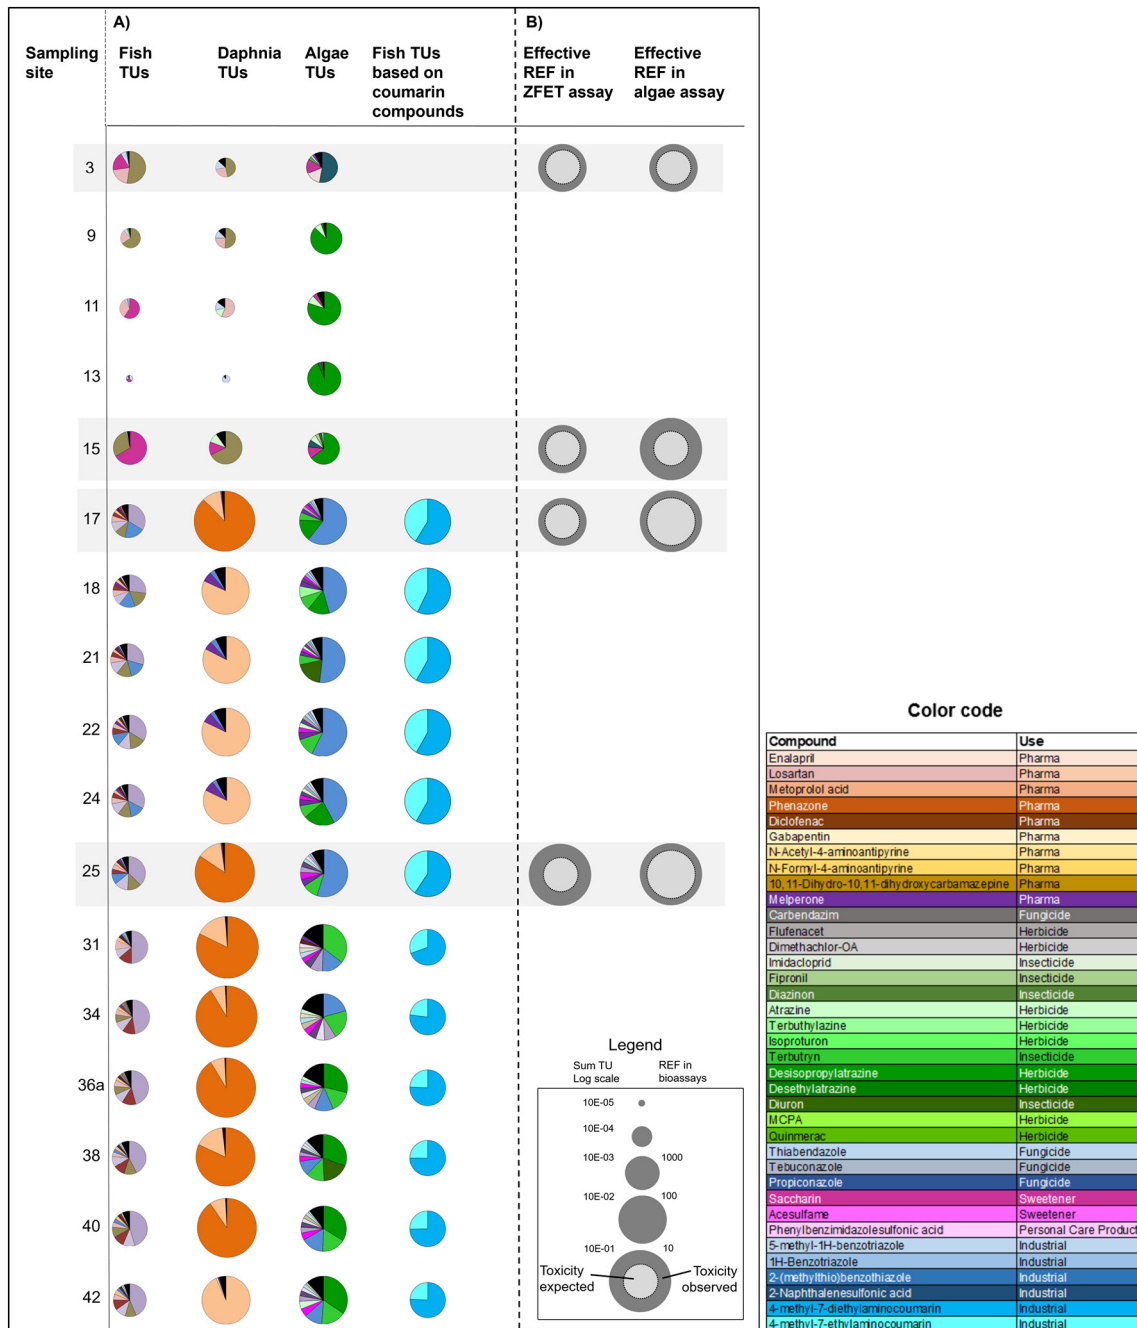 A)
B)
Sampling site
Fish TUs
Daphnia TUs
Algae TUs
Fish TUs based on coumarin compounds
Effective REF in ZFET assay
Effective REF in algae assay
3
9
11
13
15
17
18
21
22
24
25
31
34
36a
38
40
42
Legend
Sum TU Log scale
REF in bioassays
10E-05
10E-04
10E-03 1000
10E-02 100
10E-01 10
Toxicity expected
Toxicity observed
Color code
Compound Use
Enalapril Pharma
Losartan Pharma
Metoprolol acid Pharma
Phenazone Pharma
Diclofenac Pharma
Gabapentin Pharma
N-Acetyl-4-aminoantipyrine Pharma
N-Formyl-4-aminoantipyrine Pharma
10,11-Dihydro-10,11-dihydroxycarbamazepine Pharma
Melperone Pharma
Carbendazim Fungicide
Flufenacet Herbicide
Dimethachlor-OA Herbicide
Imidacloprid Insecticide
Fipronil Insecticide
Diazinon Insecticide
Atrazine Herbicide
Terbuthylazine Herbicide
Isoproturon Herbicide
Terbutryn Insecticide
Desisopropylatrazine Herbicide
Desethylatrazine Herbicide
Diuron Insecticide
MCPA Herbicide
Quinmerac Herbicide
Thiabendazole Fungicide
Tebuconazole Fungicide
Propiconazole Fungicide
Saccharin Sweetener
Acesulfame Sweetener
Phenylbenzimidazolesulfonic acid Personal Care Product
5-methyl-1H-benzotriazole Industrial
1H-Benzotriazole Industrial
2-(methylthio)benzothiazole Industrial
2-Naphthalenesulfonic acid Industrial
4-methyl-7-diethylaminocoumarin Industrial
4-methyl-7-ethylaminocoumarin Industrial